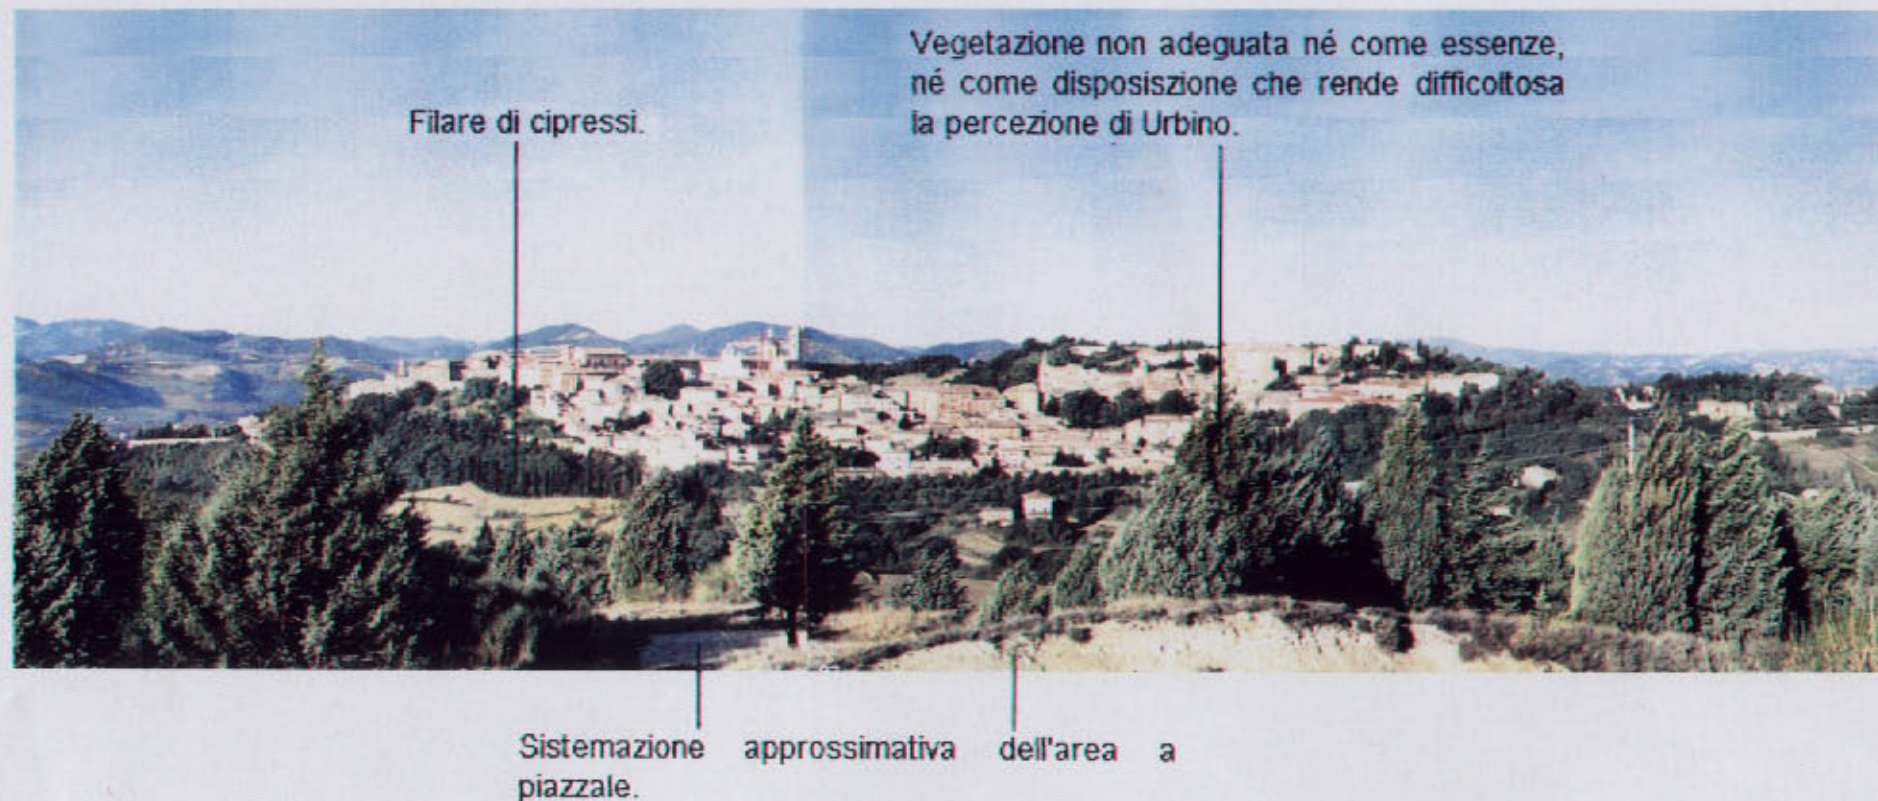 Filare di cipressi.
Vegetazione non adeguata né come essenze,
né come disposiszione che rende difficoltosa
la percezione di Urbino.
Sistemazione approssimativa dell'area a
piazzale.